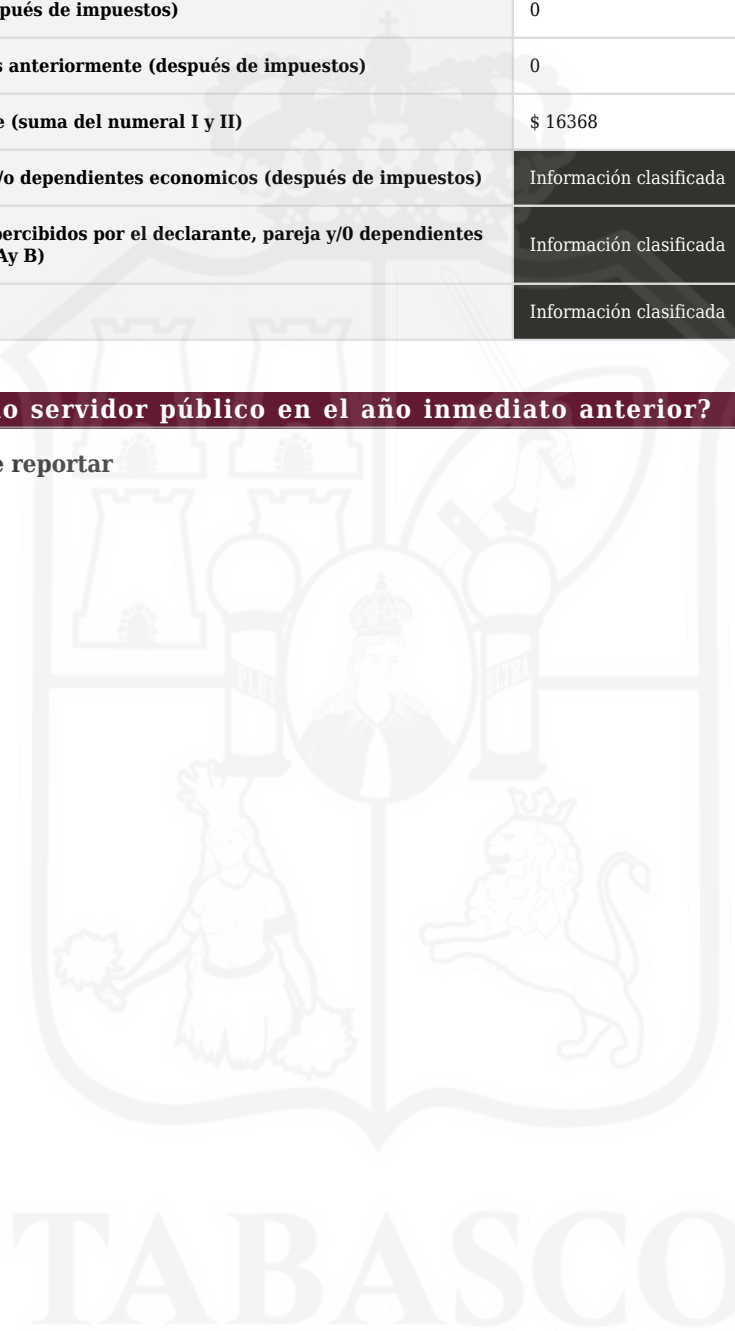 pués de impuestos) 0
s anteriormente (después de impuestos) 0
e (suma del numeral I y II) $ 16368
/o dependientes economicos (después de impuestos) Información clasificada
percibidos por el declarante, pareja y/0 dependientes
Ay B) Información clasificada
Información clasificada
o servidor público en el año inmediato anterior?
e reportar
PLUS ULTRA
TABASCO